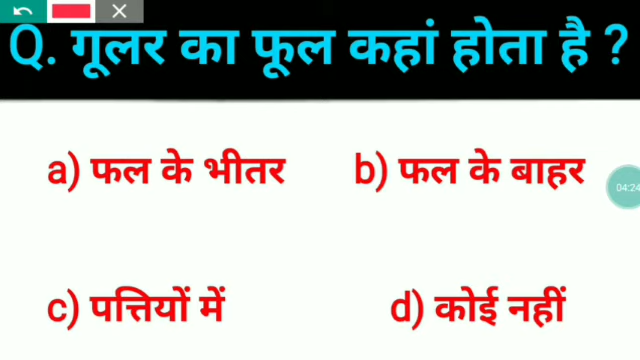 Q. गूलर का फूल कहां होता है ?
a) फल के भीतर b) फल के बाहर
04:24
c) पत्तियों में d) कोई नहीं